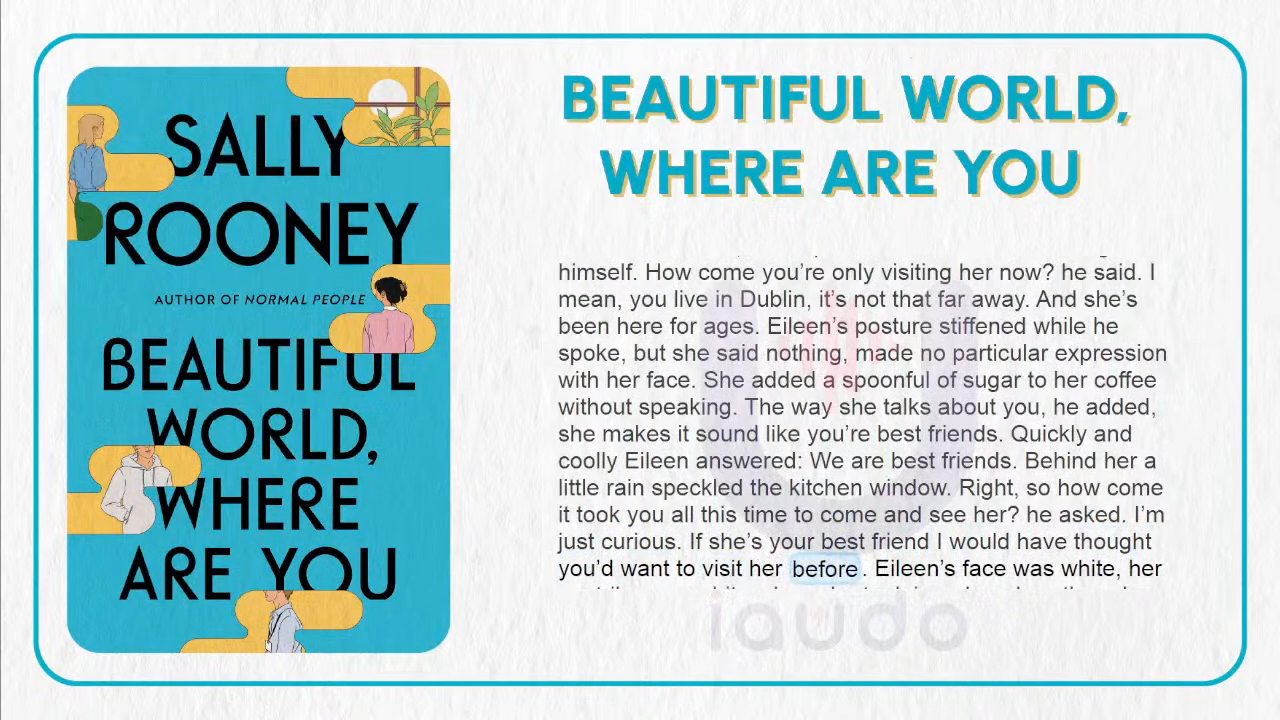 SALLY
ROONEY
AUTHOR OF NORMAL PEOPLE
BEAUTIFUL
WORLD,
WHERE
ARE YOU
BEAUTIFUL WORLD,
WHERE ARE YOU
himself. How come you’re only visiting her now? he said. I
mean, you live in Dublin, it’s not that far away. And she’s
been here for ages. Eileen’s posture stiffened while he
spoke, but she said nothing, made no particular expression
with her face. She added a spoonful of sugar to her coffee
without speaking. The way she talks about you, he added,
she makes it sound like you’re best friends. Quickly and
coolly Eileen answered: We are best friends. Behind her a
little rain speckled the kitchen window. Right, so how come
it took you all this time to come and see her? he asked. I’m
just curious. If she’s your best friend I would have thought
you’d want to visit her before. Eileen’s face was white, her
iaudo